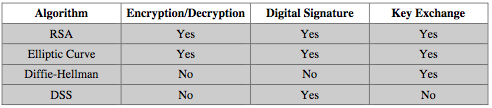 Algorithm Encryption/Decryption Digital Signature Key Exchange
RSA Yes Yes Yes
Elliptic Curve Yes Yes Yes
Diffie-Hellman No No Yes
DSS No Yes No